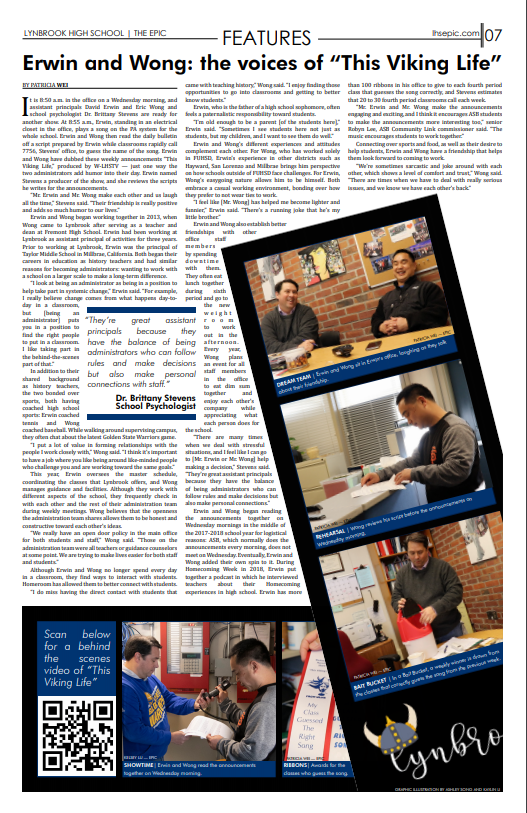 LYNBROOK HIGH SCHOOL | THE EPIC
FEATURES
lhsepic.com
07
Erwin and Wong: the voices of “This Viking Life”
BY PATRICIA WEI
It is 8:50 a.m. in the office on a Wednesday morning, and
assistant principals David Erwin and Eric Wong and
school psychologist Dr. Brittany Stevens are ready for
another show. At 8:55 a.m., Erwin, standing in an electrical
closet in the office, plays a song on the PA system for the
whole school. Erwin and Wong then read the daily bulletin
off a script prepared by Erwin while classrooms rapidly call
7756, Stevens’ office, to guess the name of the song. Erwin
and Wong have dubbed these weekly announcements “This
Viking Life,” produced by W-LHSTV — just one way the
two administrators add humor into their day. Erwin named
Stevens a producer of the show, and she reviews the scripts
he writes for the announcements.
“Mr. Erwin and Mr. Wong make each other and us laugh
all the time,” Stevens said. “Their friendship is really positive
and adds so much humor to our lives.”
Erwin and Wong began working together in 2013, when
Wong came to Lynbrook after serving as a teacher and
dean at Fremont High School. Erwin had been working at
Lynbrook as assistant principal of activities for three years.
Prior to working at Lynbrook, Erwin was the principal of
Taylor Middle School in Millbrae, California. Both began their
career in education as history teachers and had similar
reasons for becoming administrators: wanting to work with
a school on a larger scale to make a long-term difference.
“I look at being an administrator as being in a position to
help take part in systemic change,” Erwin said. “For example,
I really believe change comes from what happens day-to-
day in a classroom,
but [being an
administrator] puts
you in a position to
find the right people
to put in a classroom.
I like taking part in
the behind-the-scenes
part of that.”
In addition to their
shared background
as history teachers,
the two bonded over
sports, both having
coached high school
sports: Erwin coached
tennis and Wong
coached baseball. While walking around supervising campus,
they often chat about the latest Golden State Warriors game.
“I put a lot of value in forming relationships with the
people I work closely with,” Wong said. “I think it’s important
to have a job where you like being around like-minded people
who challenge you and are working toward the same goals.”
This year, Erwin oversees the master schedule,
coordinating the classes that Lynbrook offers, and Wong
manages guidance and facilities. Although they work with
different aspects of the school, they frequently check in
with each other and the rest of their administration team
during weekly meetings. Wong believes that the openness
the administration team shares allows them to be honest and
constructive toward each other’s ideas.
“We really have an open door policy in the main office
for both students and staff,” Wong said. “Those on the
administration team were all teachers or guidance counselors
at some point. We are trying to make lives easier for both staff
and students.”
Although Erwin and Wong no longer spend every day
in a classroom, they find ways to interact with students.
Homeroom has allowed them to better connect with students.
“I do miss having the direct contact with students that
“They’re great assistant
principals because they
have the balance of being
administrators who can follow
rules and make decisions
but also make personal
connections with staff.”
Dr. Brittany Stevens
School Psychologist
came with teaching history,” Wong said. “I enjoy finding those
opportunities to go into classrooms and getting to better
know students.”
Erwin, who is the father of a high school sophomore, often
feels a paternalistic responsibility toward students.
“I’m old enough to be a parent [of the students here],”
Erwin said. “Sometimes I see students here not just as
students, but my children, and I want to see them do well.”
Erwin and Wong’s different experiences and attitudes
complement each other. For Wong, who has worked solely
in FUHSD, Erwin’s experience in other districts such as
Hayward, San Lorenzo and Millbrae brings him perspective
on how schools outside of FUHSD face challenges. For Erwin,
Wong’s easygoing nature allows him to be himself. Both
embrace a casual working environment, bonding over how
they prefer to not wear ties to work.
“I feel like [Mr. Wong] has helped me become lighter and
funnier,” Erwin said. “There’s a running joke that he’s my
little brother.”
Erwin and Wong also establish better
friendships with other
office staff
members
by spending
downtime
with them.
They often eat
lunch together
during sixth
period and go to
the new
weight
room
to work
out in the
afternoon.
Every year,
Wong plans
an event for all
staff members
in the office
to eat dim sum
together and
enjoy each other’s
company while
appreciating what
each person does for
the school.
“There are many times
when we deal with stressful
situations, and I feel like I can go
to [Mr. Erwin or Mr. Wong] help
making a decision,” Stevens said.
“They’re great assistant principals
because they have the balance
of being administrators who can
follow rules and make decisions but
also make personal connections.”
Erwin and Wong began reading
the announcements together on
Wednesday mornings in the middle of
the 2017-2018 school year for logistical
reasons: ASB, which normally does the
announcements every morning, does not
meet on Wednesday. Eventually, Erwin and
Wong added their own spin to it. During
Homecoming Week in 2018, Erwin put
together a podcast in which he interviewed
teachers about their Homecoming
experiences in high school. Erwin has more
than 100 ribbons in his office to give to each fourth period
class that guesses the song correctly, and Stevens estimates
that 20 to 30 fourth period classes call each week.
“Mr. Erwin and Mr. Wong make the announcements
engaging and exciting, and I think it encourages ASB students
to make the announcements more interesting too,” senior
Robyn Lee, ASB Community Link commissioner said. “The
music encourages students to work together.”
Connecting over sports and food, as well as their desire to
help students, Erwin and Wong have a friendship that helps
them look forward to coming to work.
“We’re sometimes sarcastic and joke around with each
other, which shows a level of comfort and trust,” Wong said.
“There are times when we have to deal with really serious
issues, and we know we have each other’s back.”
PATRICIA WEI — EPIC
DREAM TEAM | Erwin and Wong sit in Erwin’s office, laughing as they talk
about their friendship.
PATRICIA WEI — EPIC
REHEARSAL | Wong reviews his script before the announcements on
Wednesday morning.
PATRICIA WEI — EPIC
BAIT BUCKET | In a Bait Bucket, a weekly winner is drawn from
the classes that correctly guess the song from the previous week.
Scan below
for a behind
the scenes
video of “This
Viking Life”
KELSEY LU — EPIC
SHOWTIME | Erwin and Wong read the announcements
together on Wednesday morning.
My
Class
Guessed
The
Right
Song
PATRICIA WEI — EPIC
RIBBONS | Awards for the
classes who guess the song.
lynbro
GRAPHIC ILLUSTRATION BY ASHLEY SONG AND KAILIN LI